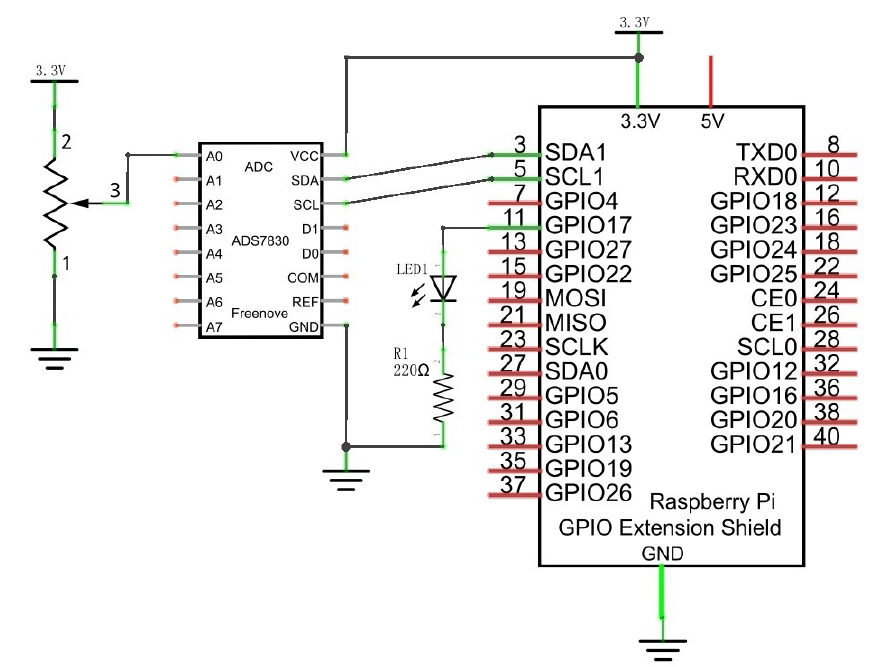 3.3V
3.3V
3.3V 5V
2
3
1
ADC
ADS7830
Freenove
A0 VCC
A1 SDA
A2 SCL
A3 D1
A4 D0
A5 COM
A6 REF
A7 GND
LED1
1
2
R1
220Ω
2
1
3 SDA1 TXD0 8
5 SCL1 RXD0 10
7 GPIO4 GPIO18 12
11 GPIO17 GPIO23 16
13 GPIO27 GPIO24 18
15 GPIO22 GPIO25 22
19 MOSI CE0 24
21 MISO CE1 26
23 SCLK SCL0 28
27 SDA0 GPIO12 32
29 GPIO5 GPIO16 36
31 GPIO6 GPIO20 38
33 GPIO13 GPIO21 40
35 GPIO19
37 GPIO26
Raspberry Pi
GPIO Extension Shield
GND